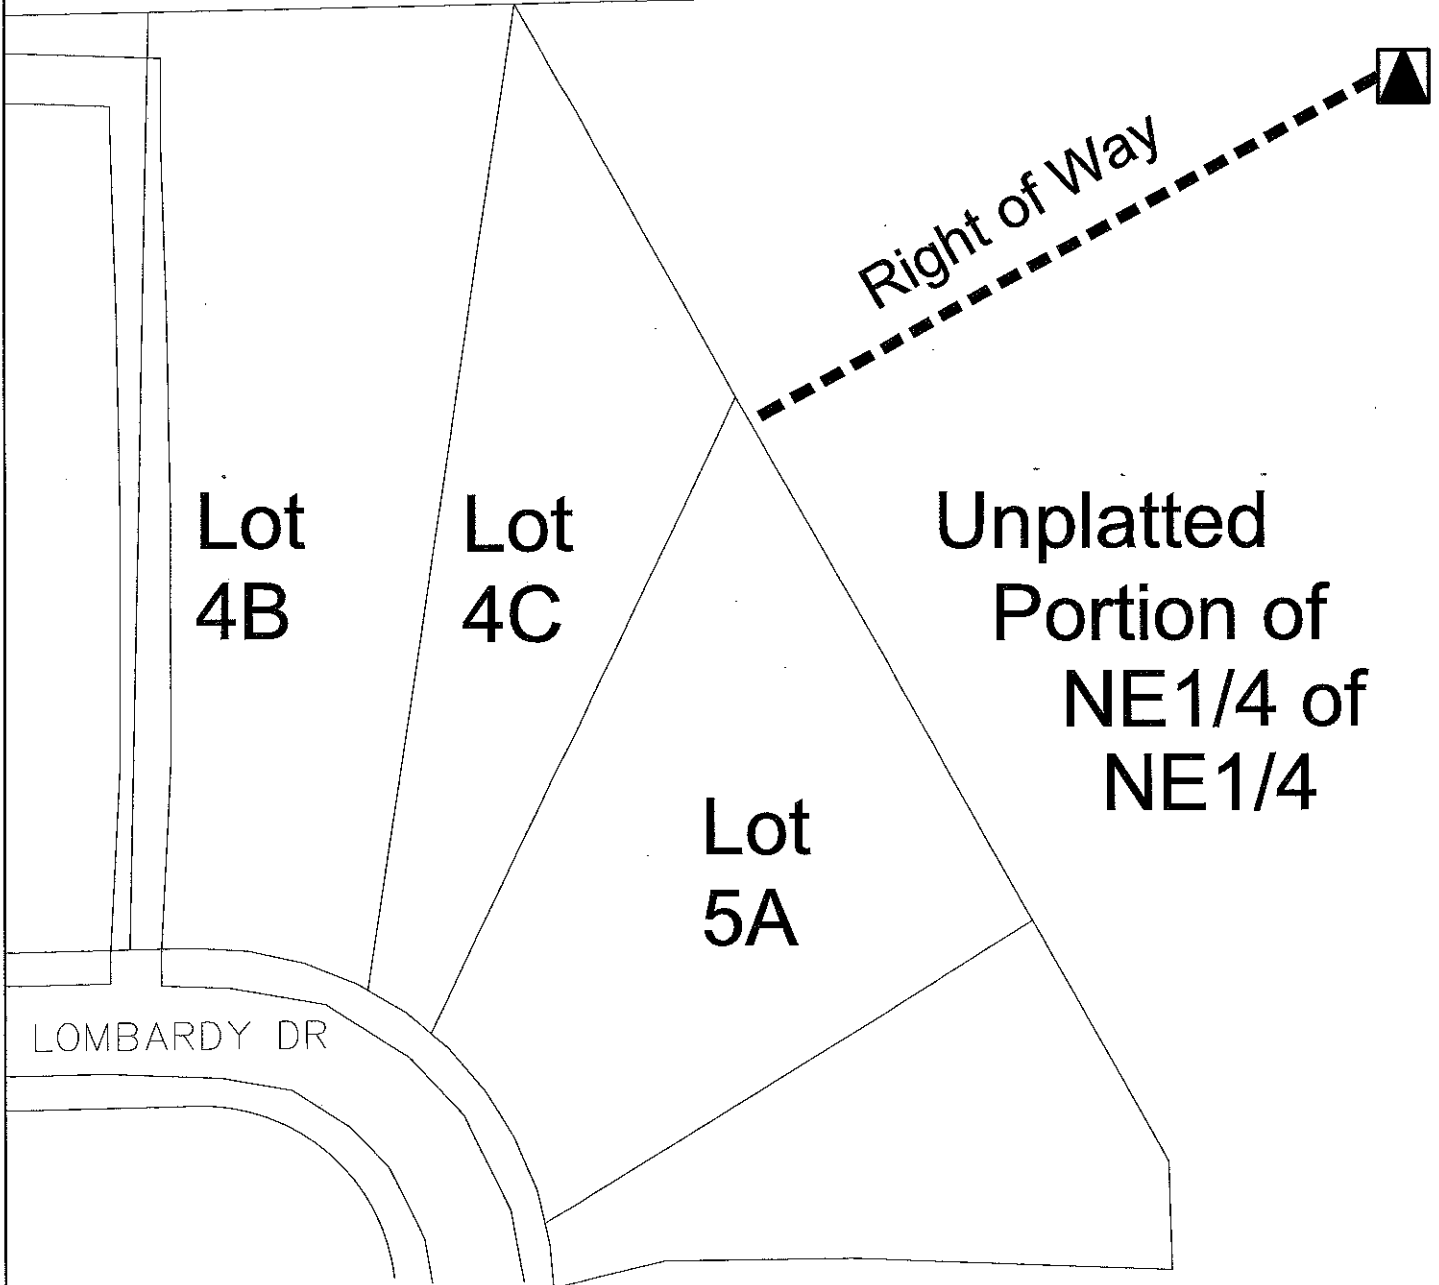 Right of Way
Lot
4B
Lot
4C
Unplatted
Portion of
NE1/4 of
NE1/4
Lot
5A
LOMBARDY DR